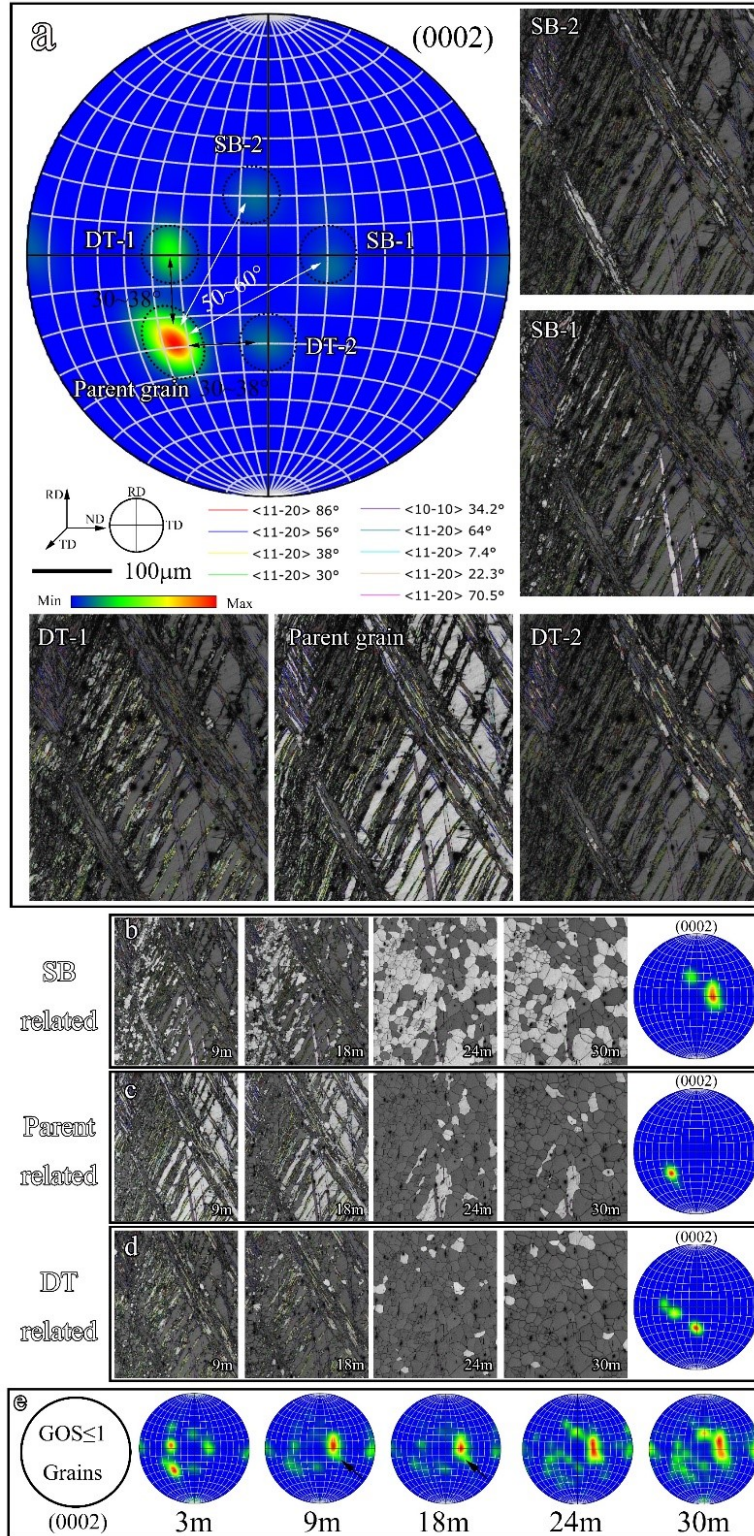 a
(0002)
SB-2
SB-2
DT-1
SB-1
50~60°
30~38°
DT-2
Parent grain
30~38°
SB-1
RD
ND
TD
RD
TD
100μm
Min
Max
<11-20> 86°
<11-20> 56°
<11-20> 38°
<11-20> 30°
<10-10> 34.2°
<11-20> 64°
<11-20> 7.4°
<11-20> 22.3°
<11-20> 70.5°
DT-1
Parent grain
DT-2
b
SB
related
9m
18m
24m
30m
(0002)
c
Parent
related
9m
18m
24m
30m
(0002)
d
DT
related
9m
18m
24m
30m
(0002)
e
GOS≤1
Grains
(0002)
3m
9m
18m
24m
30m